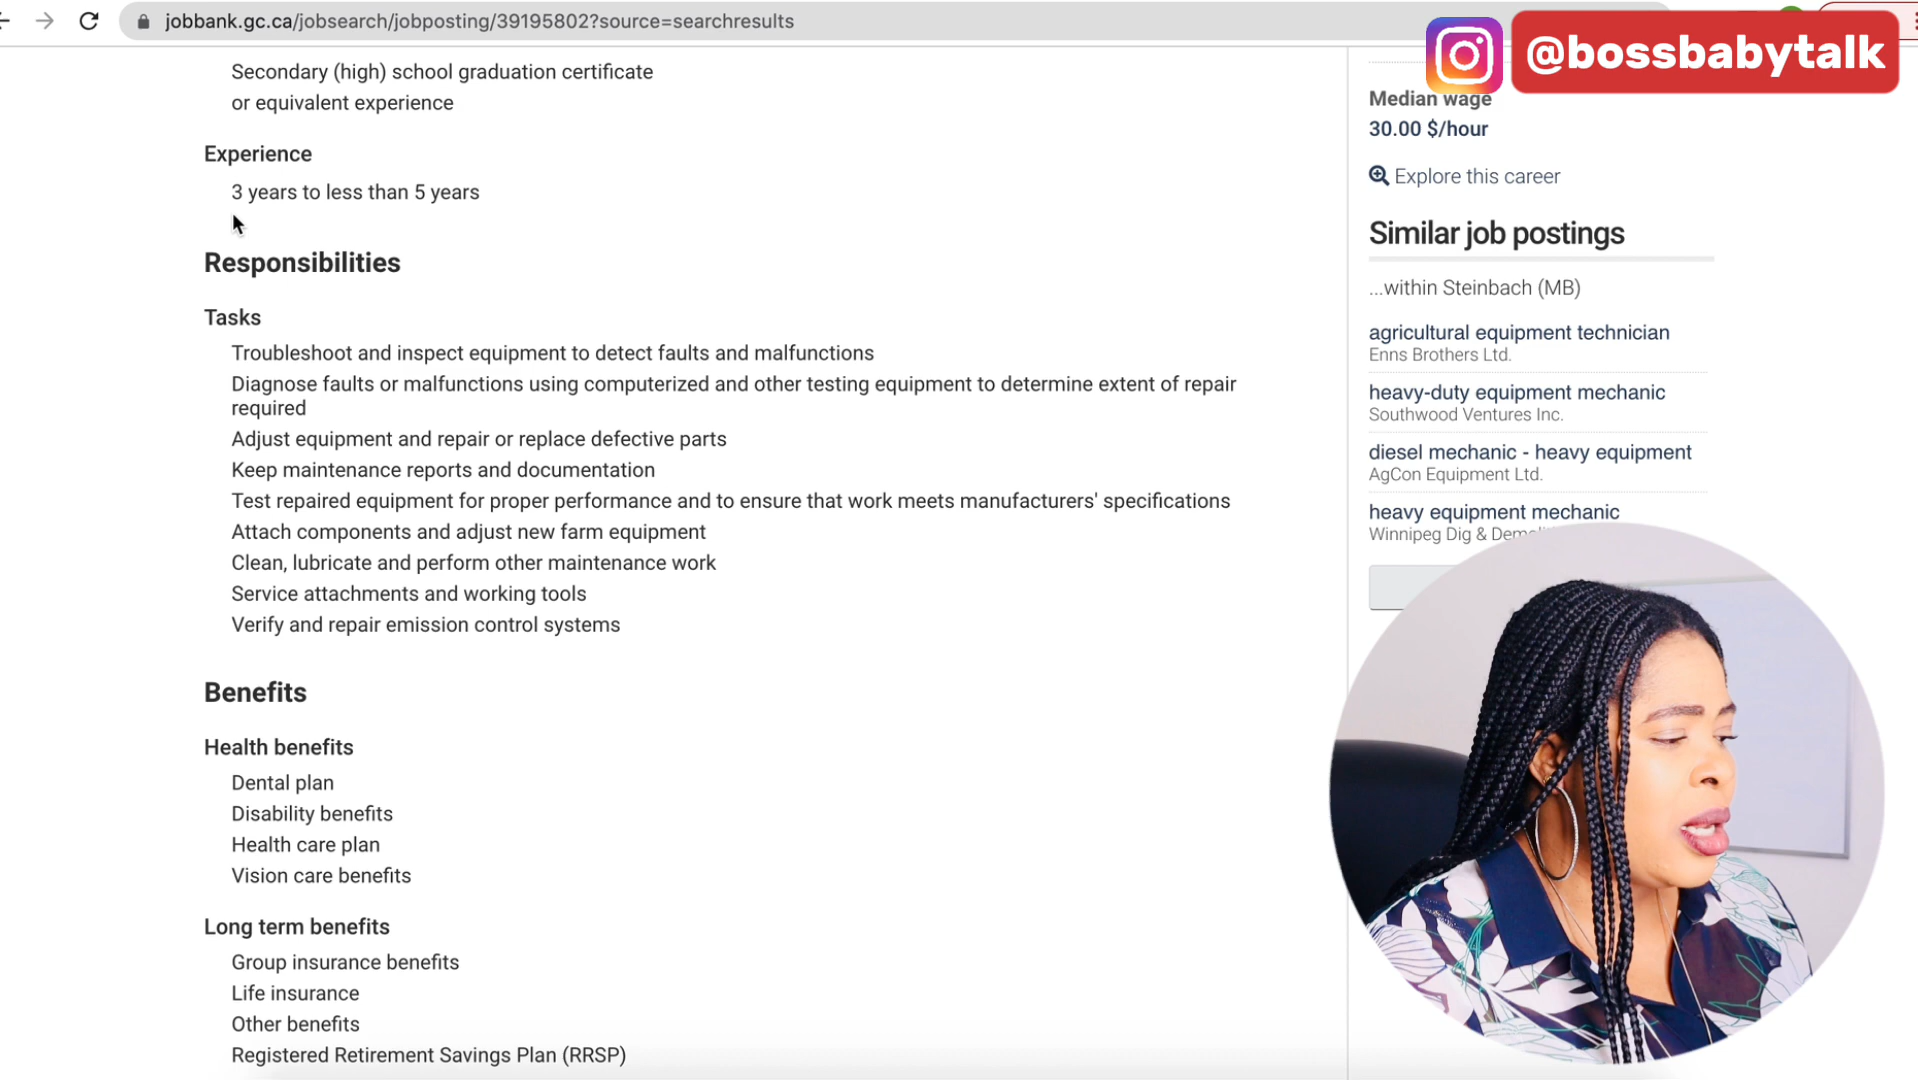 jobbank.gc.ca/jobsearch/jobposting/39195802?source=searchresults
@bossbabytalk
Secondary (high) school graduation certificate
or equivalent experience
Experience
3 years to less than 5 years
Responsibilities
Tasks
Troubleshoot and inspect equipment to detect faults and malfunctions
Diagnose faults or malfunctions using computerized and other testing equipment to determine extent of repair
required
Adjust equipment and repair or replace defective parts
Keep maintenance reports and documentation
Test repaired equipment for proper performance and to ensure that work meets manufacturers' specifications
Attach components and adjust new farm equipment
Clean, lubricate and perform other maintenance work
Service attachments and working tools
Verify and repair emission control systems
Benefits
Health benefits
Dental plan
Disability benefits
Health care plan
Vision care benefits
Long term benefits
Group insurance benefits
Life insurance
Other benefits
Registered Retirement Savings Plan (RRSP)
Median wage
30.00 $/hour
Explore this career
Similar job postings
...within Steinbach (MB)
agricultural equipment technician
Enns Brothers Ltd.
heavy-duty equipment mechanic
Southwood Ventures Inc.
diesel mechanic - heavy equipment
AgCon Equipment Ltd.
heavy equipment mechanic
Winnipeg Dig &